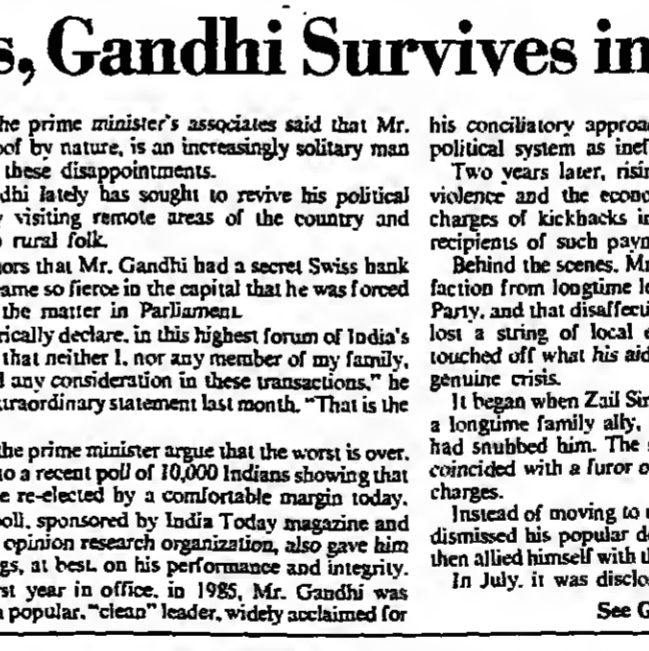 s, Gandhi Survives in
he prime minister's associates said that Mr.
oof by nature, is an increasingly solitary man
these disappointments.
dhi lately has sought to revive his political
y visiting remote areas of the country and
o rural folk.
ors that Mr. Gandhi had a secret Swiss bank
ame so fierce in the capital that he was forced
the matter in Parliament.
rically declare, in this highest forum of India's
that neither I, nor any member of my family,
d any consideration in these transactions," he
xtraordinary statement last month. "That is the
the prime minister argue that the worst is over.
to a recent poll of 10,000 Indians showing that
e re-elected by a comfortable margin today.
poll, sponsored by India Today magazine and
opinion research organization, also gave him
gs, at best, on his performance and integrity.
rst year in office, in 1985, Mr. Gandhi was
a popular, "clean" leader, widely acclaimed for
his conciliatory approa
political system as inef
Two years later, risin
violence and the econo
charges of kickbacks in
recipients of such payn
Behind the scenes, Mr
faction from longtime le
Party, and that disaffecti
lost a string of local e
touched off what his aid
genuine crisis.
It began when Zail Sin
a longtime family ally,
had snubbed him. The s
coincided with a furor o
charges.
Instead of moving to u
dismissed his popular de
then allied himself with th
In July, it was disclo
See G